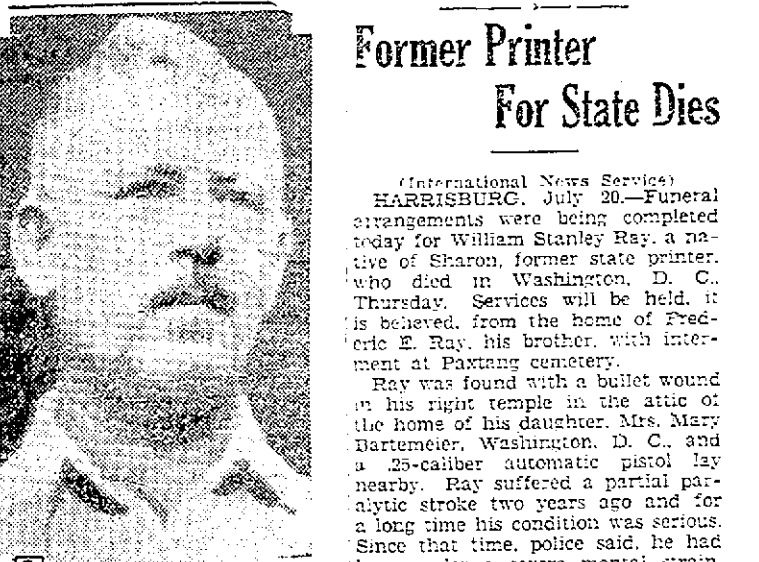 Former Printer
For State Dies
(International News Service)
HARRISBURG, July 20.—Funeral
arrangements were being completed
today for William Stanley Ray, a na-
tive of Sharon, former state printer,
who died in Washington, D. C.,
Thursday. Services will be held, it
is believed, from the home of Fred-
eric E. Ray, his brother, with inter-
ment at Paxtang cemetery.
Ray was found with a bullet wound
in his right temple in the attic of
the home of his daughter, Mrs. Mary
Bartemeier, Washington, D. C., and
a .25-caliber automatic pistol lay
nearby. Ray suffered a partial par-
alytic stroke two years ago and for
a long time his condition was serious.
Since that time, police said, he had
severe mental strain.